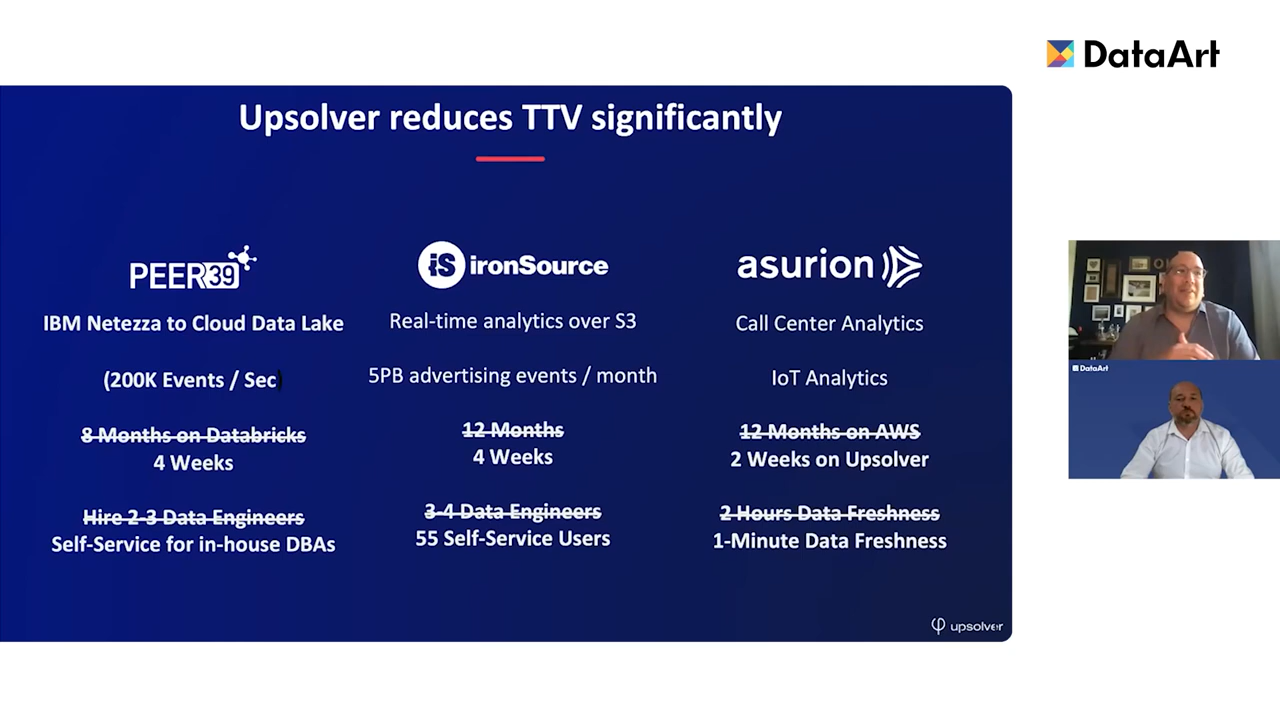 DataArt
Upsolver reduces TTV significantly
PEER39
IBM Netezza to Cloud Data Lake
(200K Events / Sec)
8 Months on Databricks
4 Weeks
Hire 2-3 Data Engineers
Self-Service for in-house DBAs
iS ironSource
Real-time analytics over S3
5PB advertising events / month
12 Months
4 Weeks
3-4 Data Engineers
55 Self-Service Users
asurion
Call Center Analytics
IoT Analytics
12 Months on AWS
2 Weeks on Upsolver
2 Hours Data Freshness
1-Minute Data Freshness
upsolver
DataArt